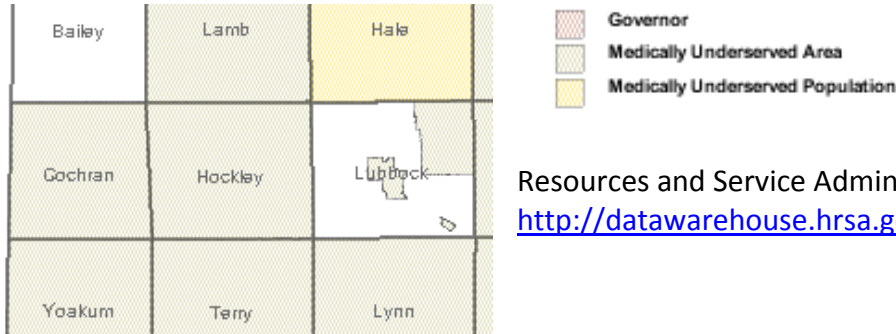 Bailey
Lamb
Hale
Cochran
Hockley
Lubbock
Yoakum
Terry
Lynn
Governor
Medically Underserved Area
Medically Underserved Population
Resources and Service Admin
http://datawarehouse.hrsa.g